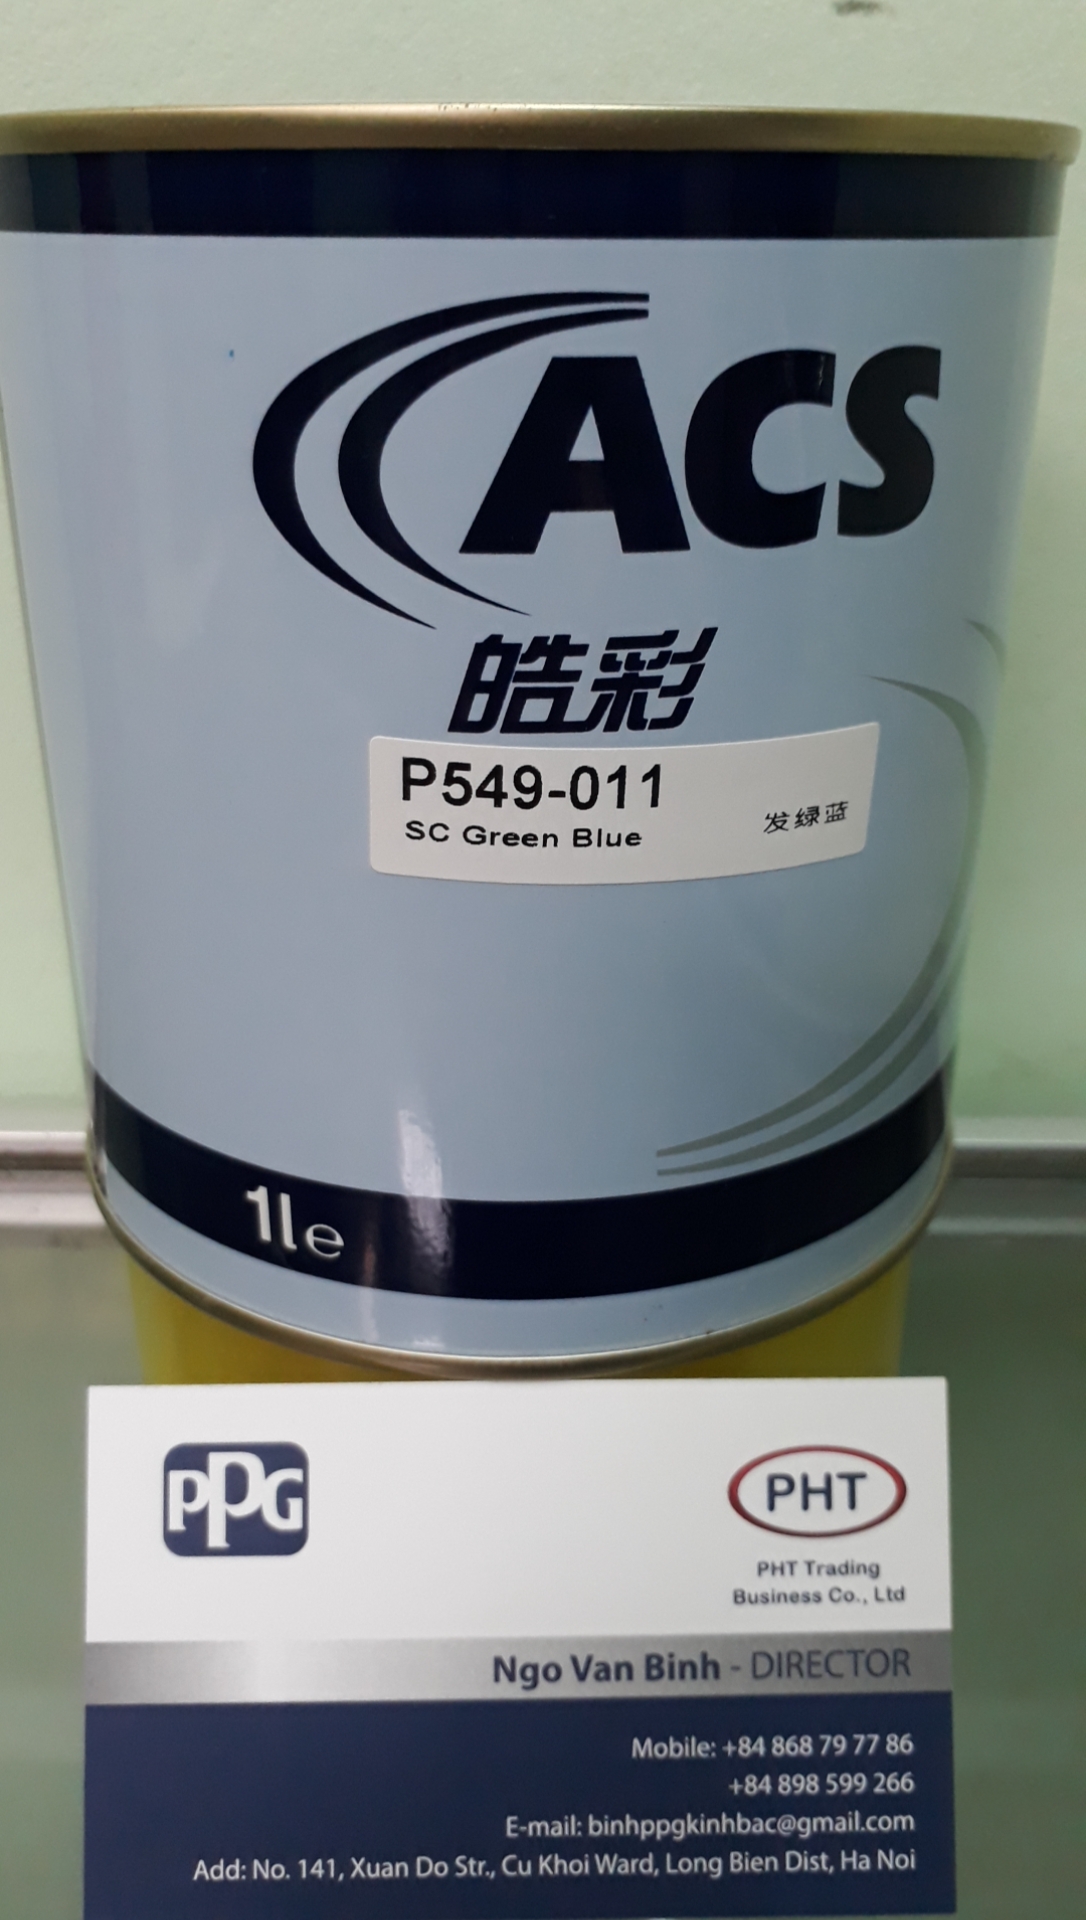 ACS
皓彩
P549-011
SC Green Blue 发绿蓝
1l e
PPG
PHT
PHT Trading
Business Co., Ltd
Ngo Van Binh - DIRECTOR
Mobile: +84 868 79 77 86
+84 898 599 266
E-mail: binhppgkinhbac@gmail.com
Add: No. 141, Xuan Do Str., Cu Khoi Ward, Long Bien Dist, Ha Noi